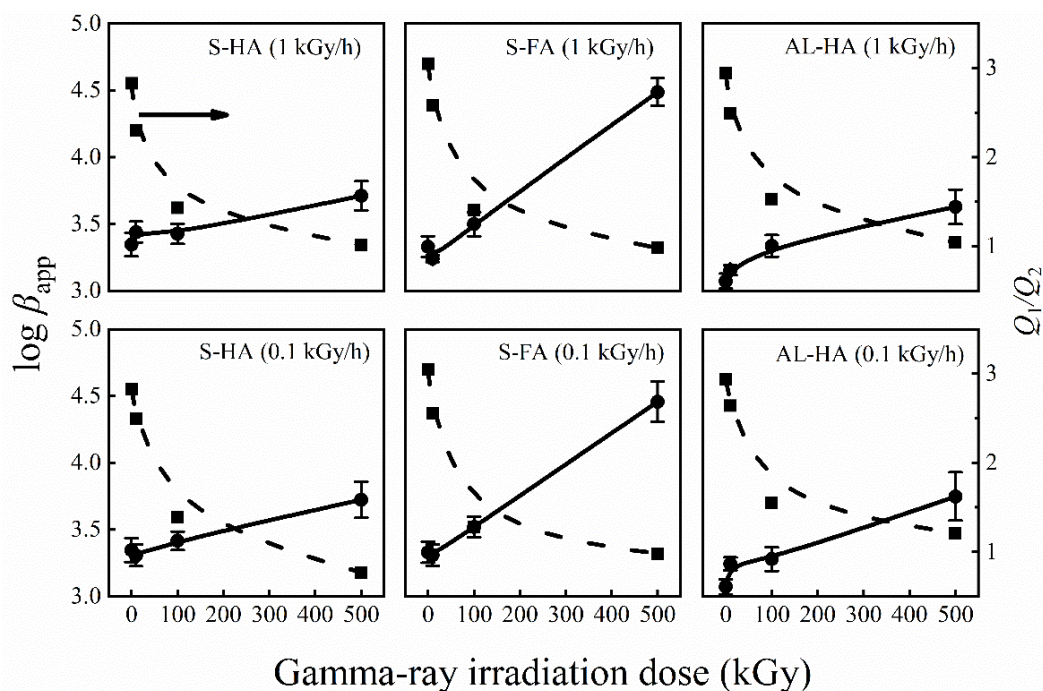 5.0
4.5
4.0
3.5
3.0
S-HA (1 kGy/h)
S-FA (1 kGy/h)
AL-HA (1 kGy/h)
3
2
1
log βapp
Q1/Q2
5.0
4.5
4.0
3.5
3.0
S-HA (0.1 kGy/h)
S-FA (0.1 kGy/h)
AL-HA (0.1 kGy/h)
3
2
1
0 100 200 300 400 500
0 100 200 300 400 500
0 100 200 300 400 500
Gamma-ray irradiation dose (kGy)